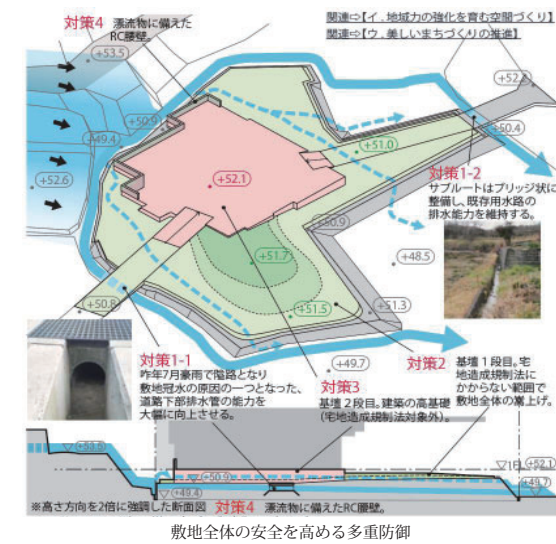 対策4 漂流物に備えた
RC腰壁。
関連⇨【イ. 地域力の強化を育む空間づくり】
関連⇨【ウ. 美しいまちづくりの推進】
+53.5
+50.9
+49.4
+52.6
+52.1
+51.0
+50.4
対策1-2
サブルートはブリッジ状に
整備し、既存用水路の
排水能力を維持する。
+50.9
+48.5
+51.7
+51.5
+51.3
+50.8
+49.7
対策1-1
昨年7月豪雨で暗路となり
敷地冠水の原因の一つとなった、
道路下部排水管の能力を
大幅に向上させる。
対策3
基壇2段目。建築の高基礎
(宅地造成規制法対象外)。
対策2 基壇1段目。宅
地造成規制法に
かからない範囲で
敷地全体の嵩上げ。
▽+53.5
▽+50.9
▽+49.4
▽1FL +52.1
▽+49.7
※高さ方向を2倍に強調した断面図 対策4 漂流物に備えたRC腰壁。
敷地全体の安全を高める多重防御